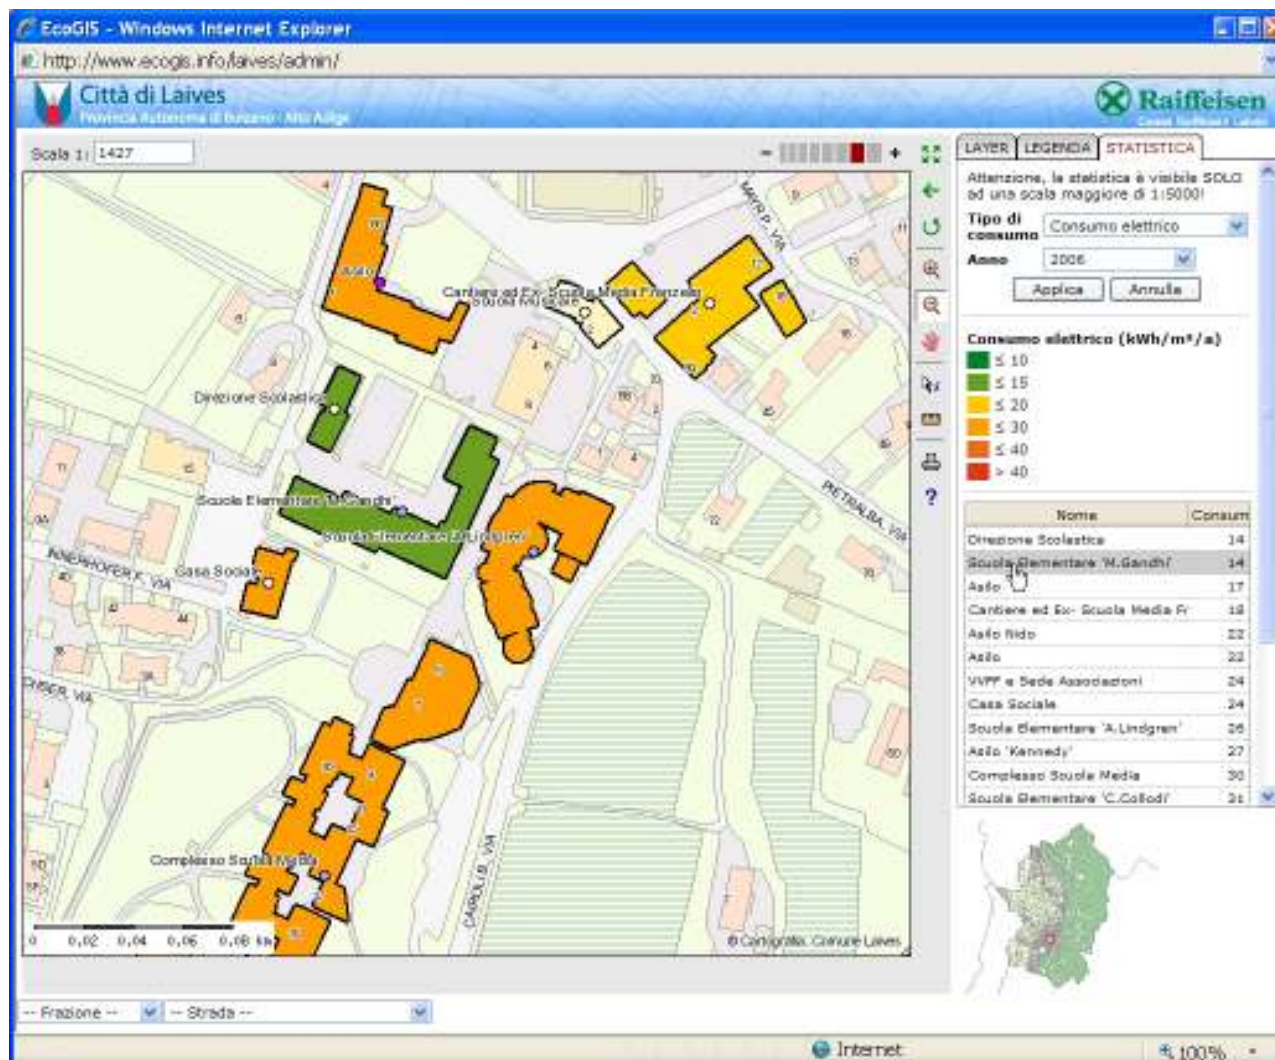 EcoGIS - Windows Internet Explorer
http://www.ecogis.info/laives/admin/
Città di Laives
Provincia Autonoma di Bolzano - Alto Adige
Raiffeisen
Scala 1: 1427
- +
LAYER LEGENDA STATISTICA
Attenzione, la statistica è visibile SOLO
ad una scala maggiore di 1:5000!
Tipo di
consumo Consumo elettrico
Anno 2006
Applica Annulla
Consumo elettrico (kWh/m²/a)
≤ 10
≤ 15
≤ 20
≤ 30
≤ 40
> 40
Nome Consum
Direzione Scolastica 14
Scuola Elementare 'M.Gandhi' 14
Asilo 17
Cantiere ed Ex- Scuola Media Fr 18
Asilo Nido 22
Asilo 22
VVFF e Sede Associazioni 24
Casa Sociale 24
Scuola Elementare 'A.Lindgren' 26
Asilo 'Kennedy' 27
Complesso Scuola Media 30
Scuola Elementare 'C.Collodi' 31
MAYR P., VIA
Asilo
Cantiere ed Ex- Scuola Media Franzelin
Scuola Musicale
Direzione Scolastica
Scuola Elementare 'M.Gandhi'
Scuola Elementare 'A.Lindgren'
PIETRALBA, VIA
INNERHOFER F., VIA
Casa Sociale
Complesso Scuola Media
CAIROLI B., VIA
0 0,02 0,04 0,06 0,08 km
© Cartografia: Comune Laives
-- Frazione -- -- Strada --
Internet 100%